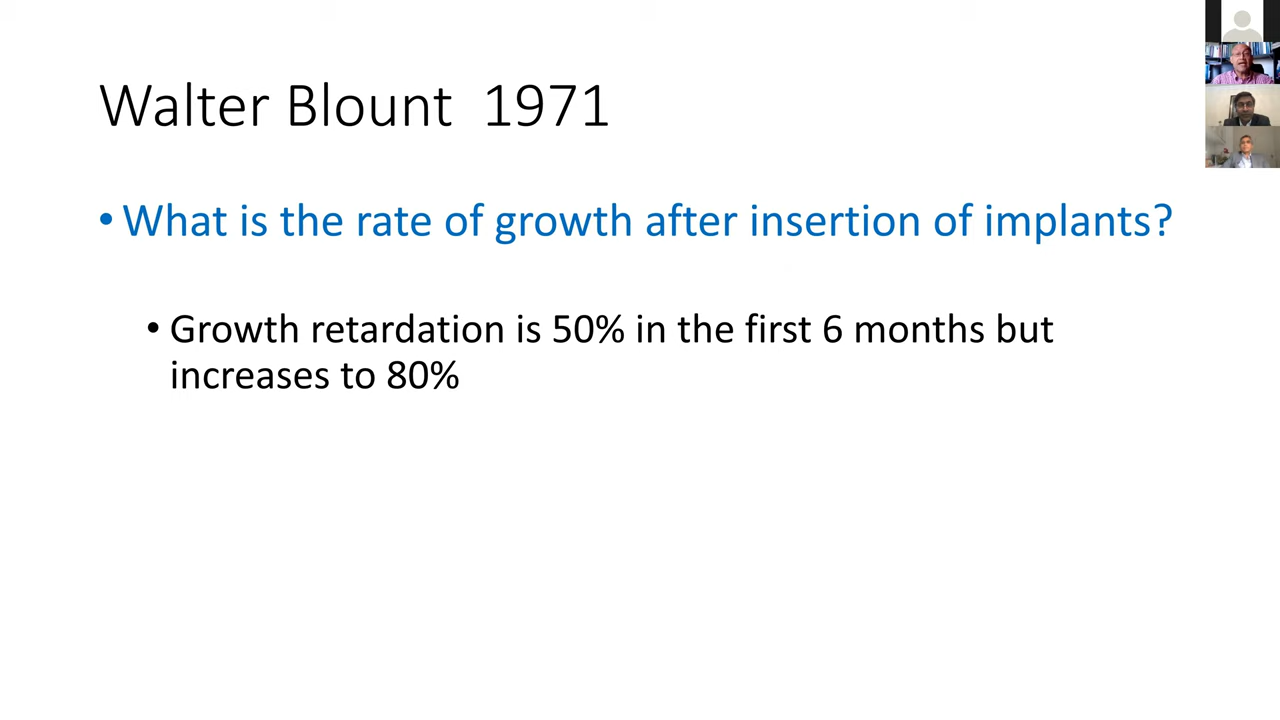 Walter Blount 1971
• What is the rate of growth after insertion of implants?
• Growth retardation is 50% in the first 6 months but
increases to 80%